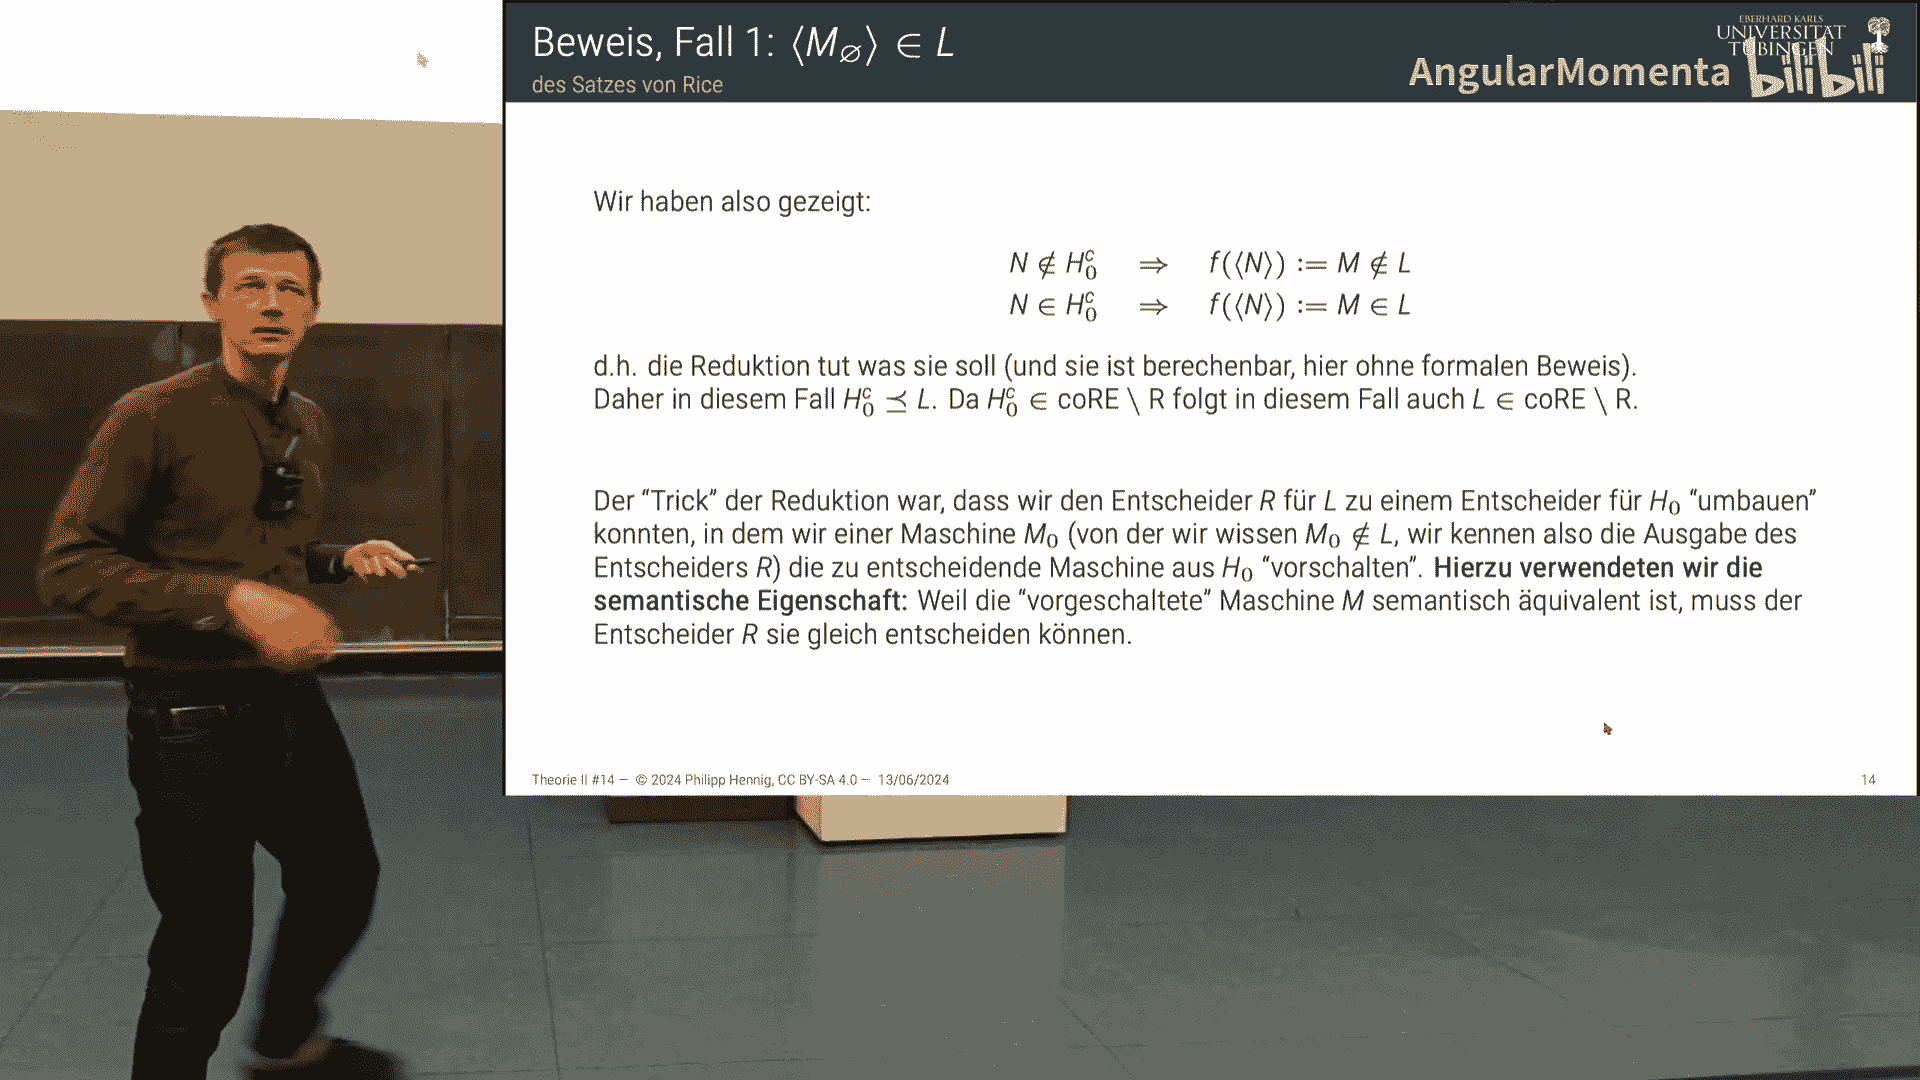 Beweis, Fall 1: ⟨M∅⟩ ∈ L
des Satzes von Rice
EBERHARD KARLS
UNIVERSITÄT
TÜBINGEN
AngularMomenta bilibili
Wir haben also gezeigt:
N ∉ H₀ᶜ ⇒ f(⟨N⟩) := M ∉ L
N ∈ H₀ᶜ ⇒ f(⟨N⟩) := M ∈ L
d.h. die Reduktion tut was sie soll (und sie ist berechenbar, hier ohne formalen Beweis).
Daher in diesem Fall H₀ᶜ ⪯ L. Da H₀ᶜ ∈ coRE \ R folgt in diesem Fall auch L ∈ coRE \ R.
Der “Trick” der Reduktion war, dass wir den Entscheider R für L zu einem Entscheider für H₀ “umbauen”
konnten, in dem wir einer Maschine M₀ (von der wir wissen M₀ ∉ L, wir kennen also die Ausgabe des
Entscheiders R) die zu entscheidende Maschine aus H₀ “vorschalten”. Hierzu verwendeten wir die
semantische Eigenschaft: Weil die “vorgeschaltete” Maschine M semantisch äquivalent ist, muss der
Entscheider R sie gleich entscheiden können.
Theorie II #14 — © 2024 Philipp Hennig, CC BY-SA 4.0 — 13/06/2024
14